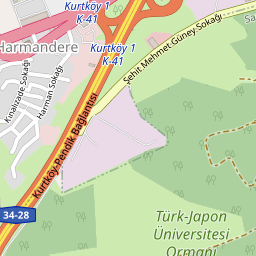 Kurtköy 1
K-41
Harmandere
Kurtköy 1
K-41
Şehit Mehmet Güney Sokağı
Kınalızade Sokağı
Harman Sokağı
Kurtköy-Pendik Bağlantısı
34-28
Türk-Japon
Üniversitesi
Ormanı